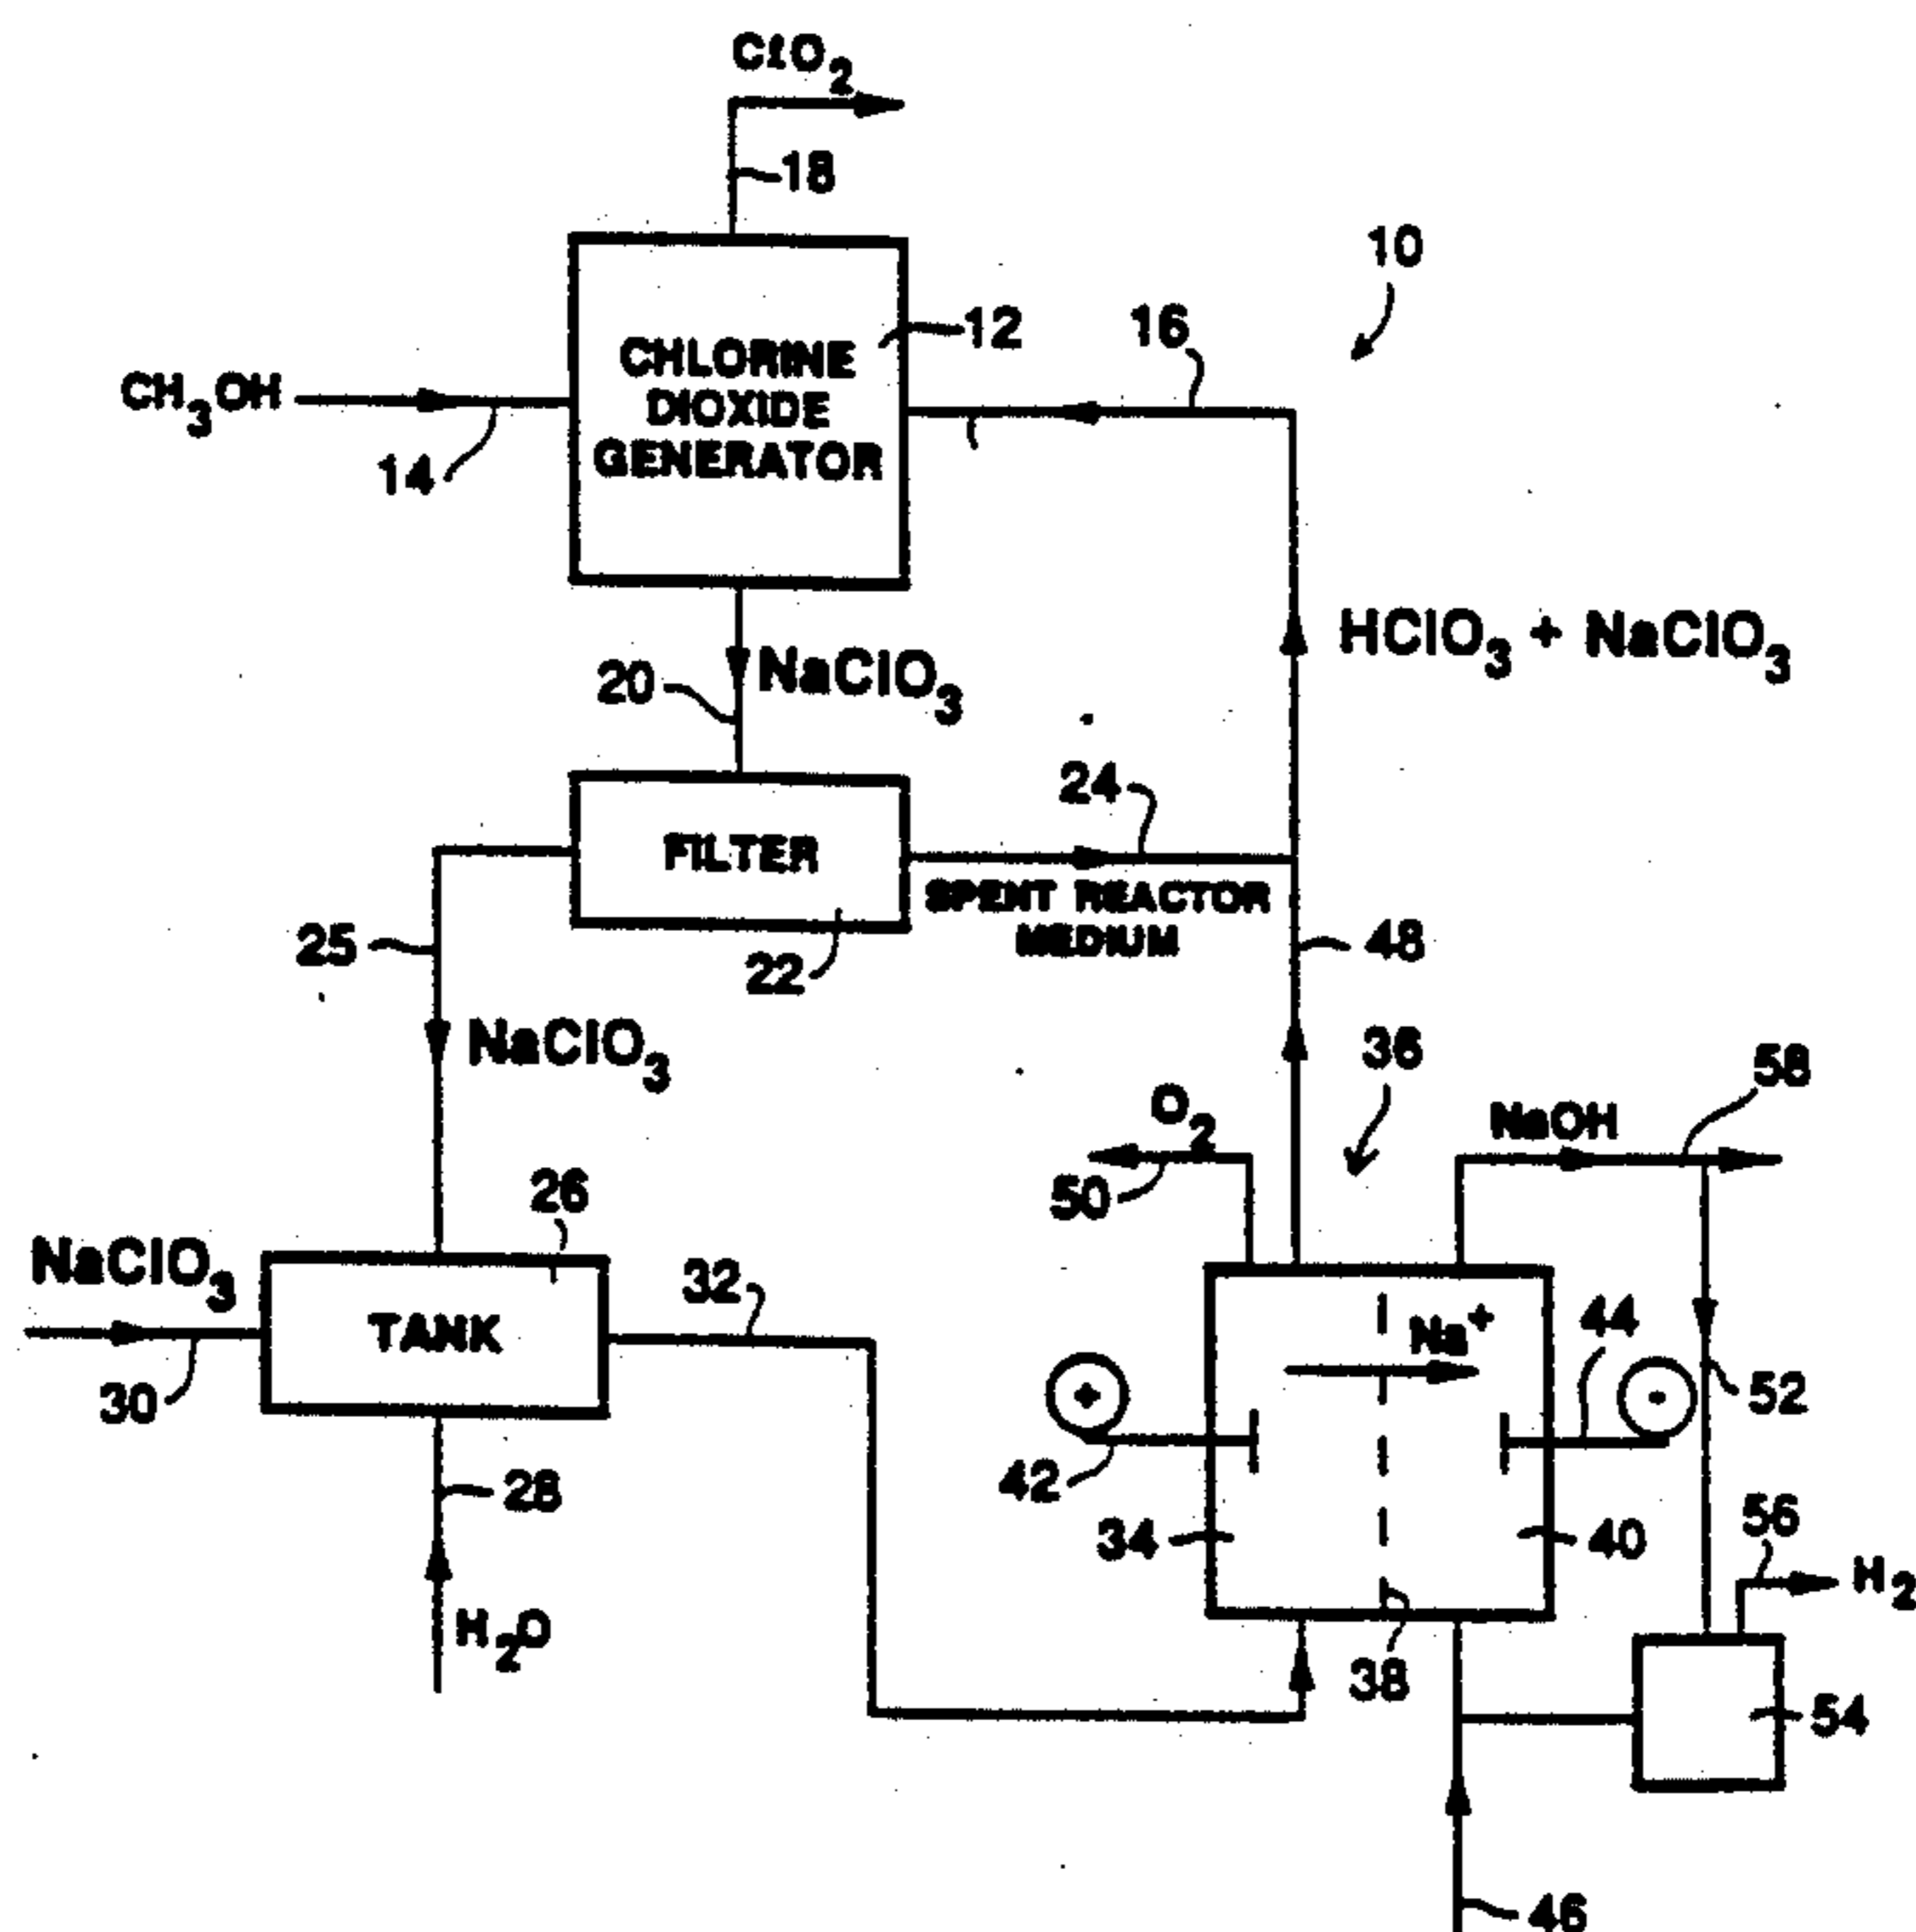 ClO2
18
10
12
16
CHLORINE
DIOXIDE
GENERATOR
CH3OH
14
HClO3 + NaClO3
20
NaClO3
24
FILTER
SPENT REACTOR
MEDIUM
25
22
48
NaClO3
36
58
O2
NaOH
50
26
NaClO3
32
Na+
44
TANK
30
+
52
28
42
34
40
56
H2
H2O
38
54
46